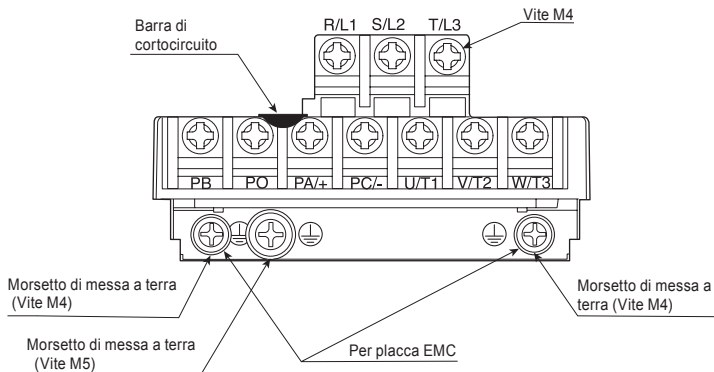 R/L1 S/L2 T/L3
Vite M4
Barra di
cortocircuito
PB PO PA/+ PC/- U/T1 V/T2 W/T3
Morsetto di messa a terra
(Vite M4)
Morsetto di messa a terra
(Vite M5)
Per placca EMC
Morsetto di messa a
terra (Vite M4)